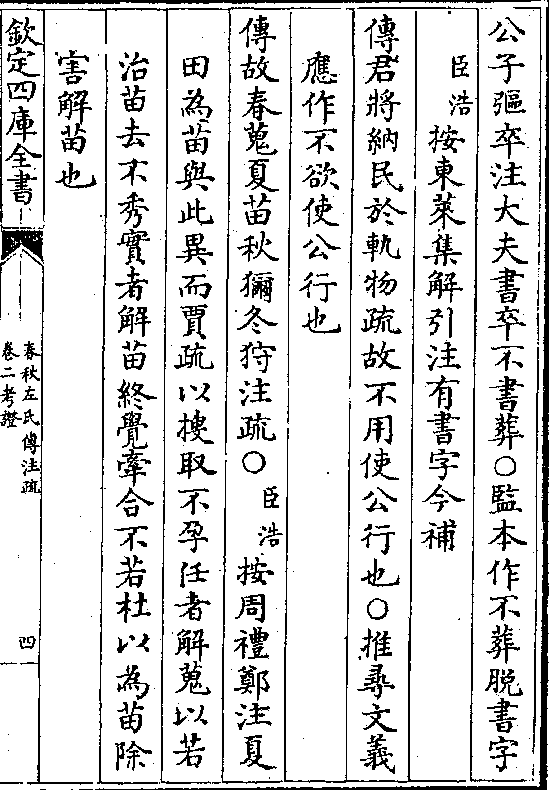 公子彄卒注大夫書卒不書葬○監本作不葬脱書字
臣浩按東萊集解引注有書字今補
傳君將納民於軌物疏故不用使公行也○推尋文義
應作不欲使公行也
傳故春蒐夏苗秋獮冬狩注疏○臣浩按周禮鄭注夏
田為苗與此異而賈疏以摟取不孕任者解蒐以若
治苗去不秀實者解苗終覺牽合不若杜以為苗除
害解苗也
欽定四庫全書
春秋左氏傳注疏
卷二考證
四